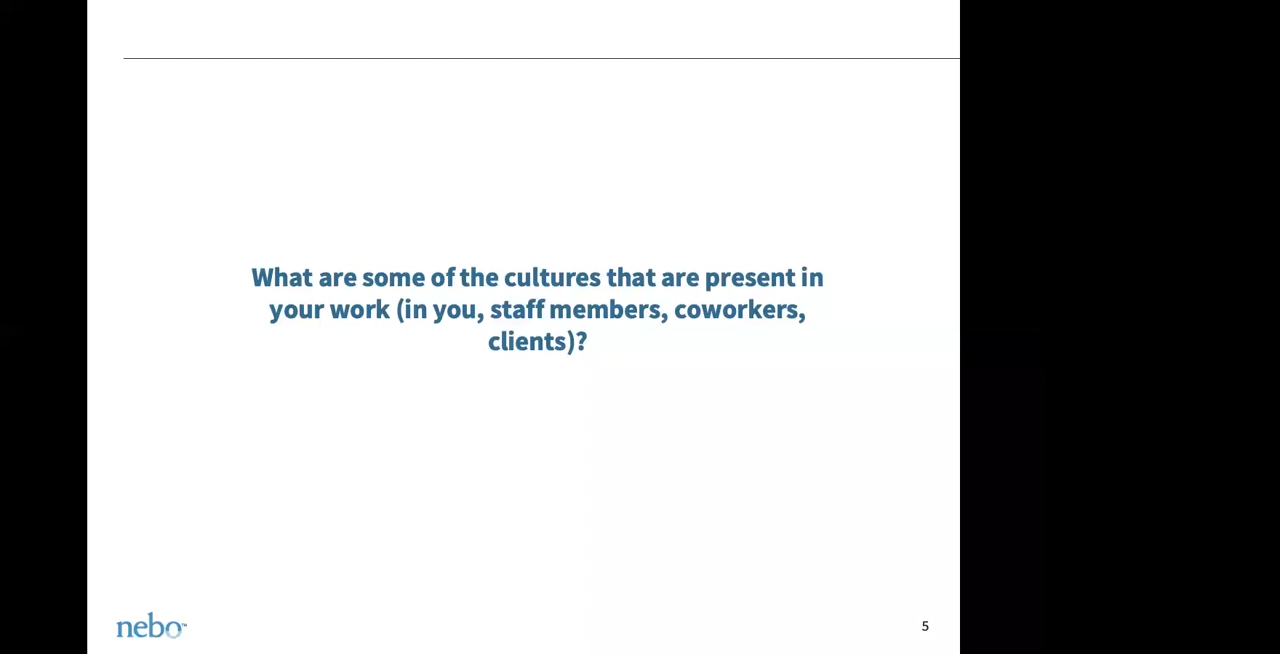 What are some of the cultures that are present in
your work (in you, staff members, coworkers,
clients)?
nebo™
5